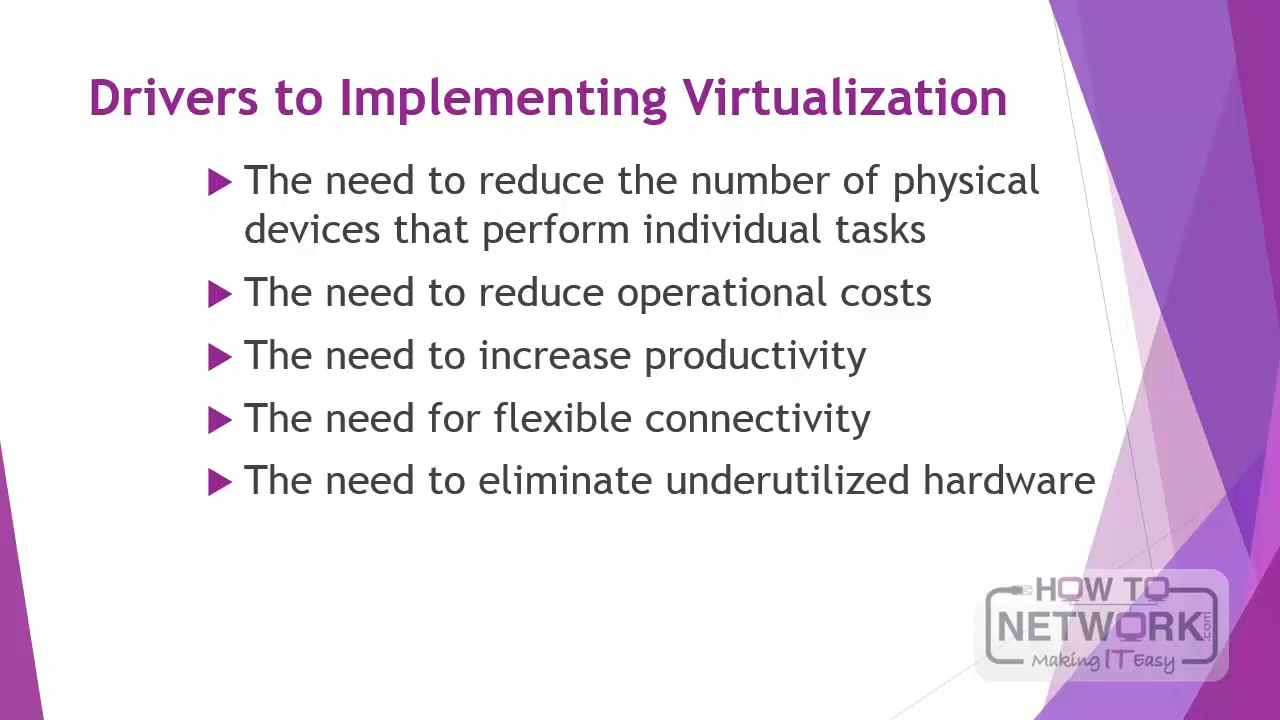 Drivers to Implementing Virtualization
The need to reduce the number of physical
devices that perform individual tasks
The need to reduce operational costs
The need to increase productivity
The need for flexible connectivity
The need to eliminate underutilized hardware
HOW TO
NETWORK.com
Making IT Easy